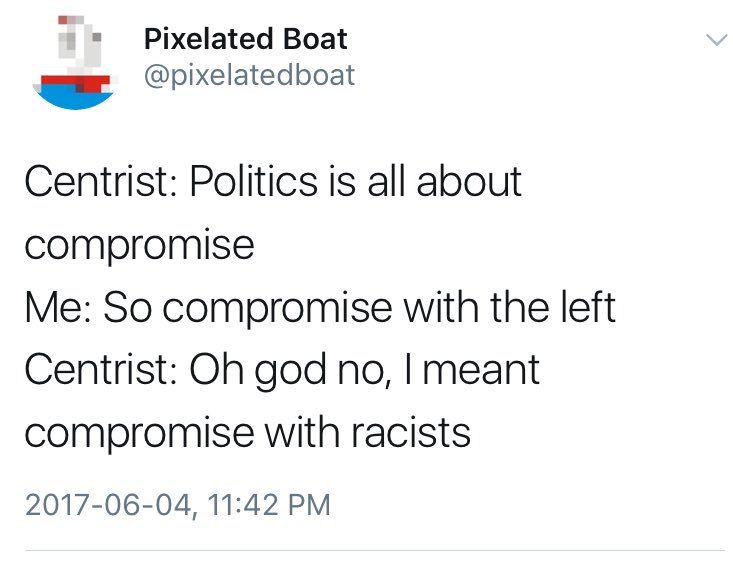 Pixelated Boat
@pixelatedboat
Centrist: Politics is all about
compromise
Me: So compromise with the left
Centrist: Oh god no, I meant
compromise with racists
2017-06-04, 11:42 PM